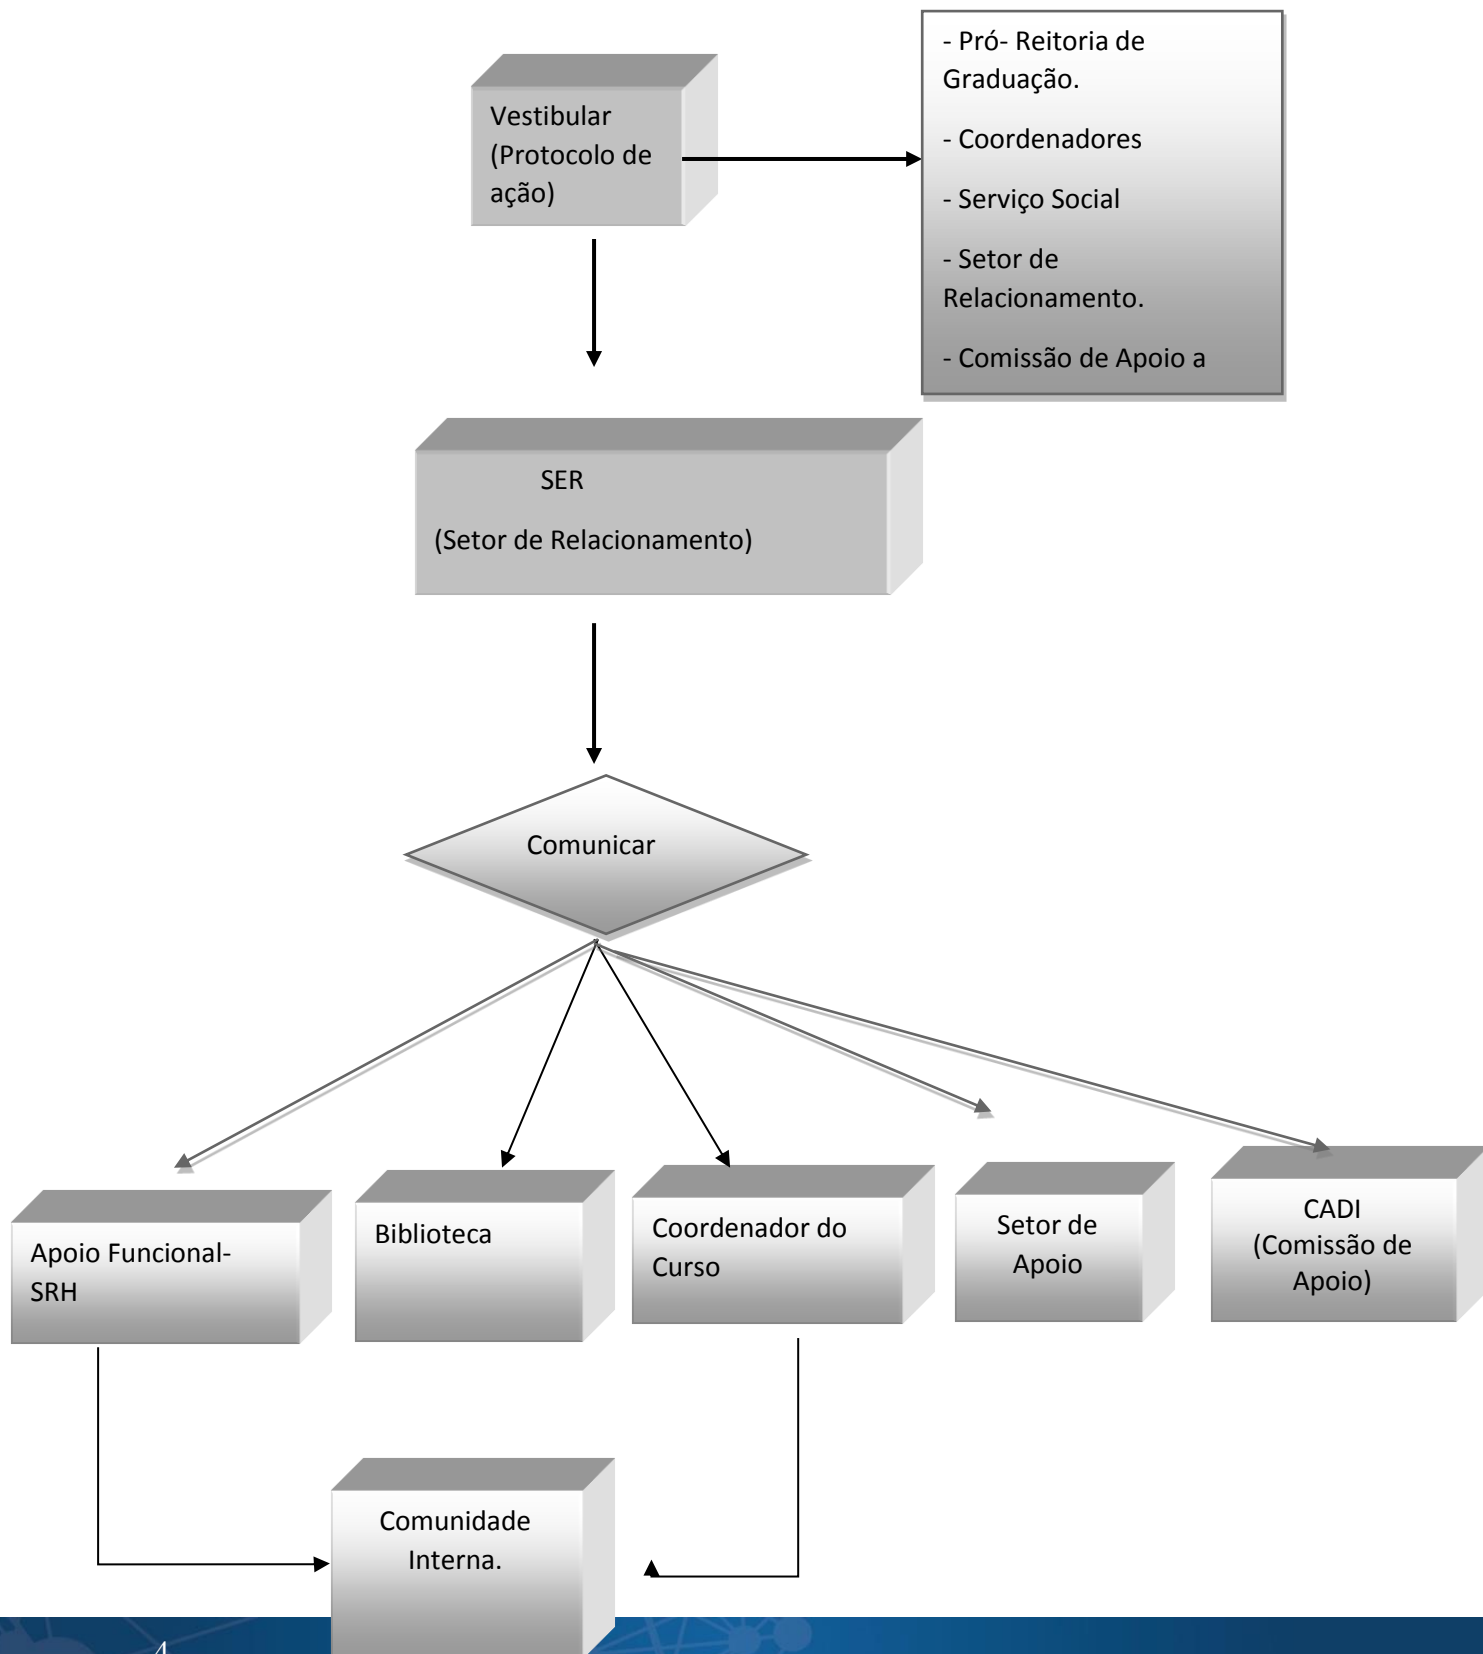 Vestibular
(Protocolo de
ação)
- Pró- Reitoria de
Graduação.
- Coordenadores
- Serviço Social
- Setor de
Relacionamento.
- Comissão de Apoio a
SER
(Setor de Relacionamento)
Comunicar
Apoio Funcional-
SRH
Biblioteca
Coordenador do
Curso
Setor de
Apoio
CADI
(Comissão de
Apoio)
Comunidade
Interna.
4